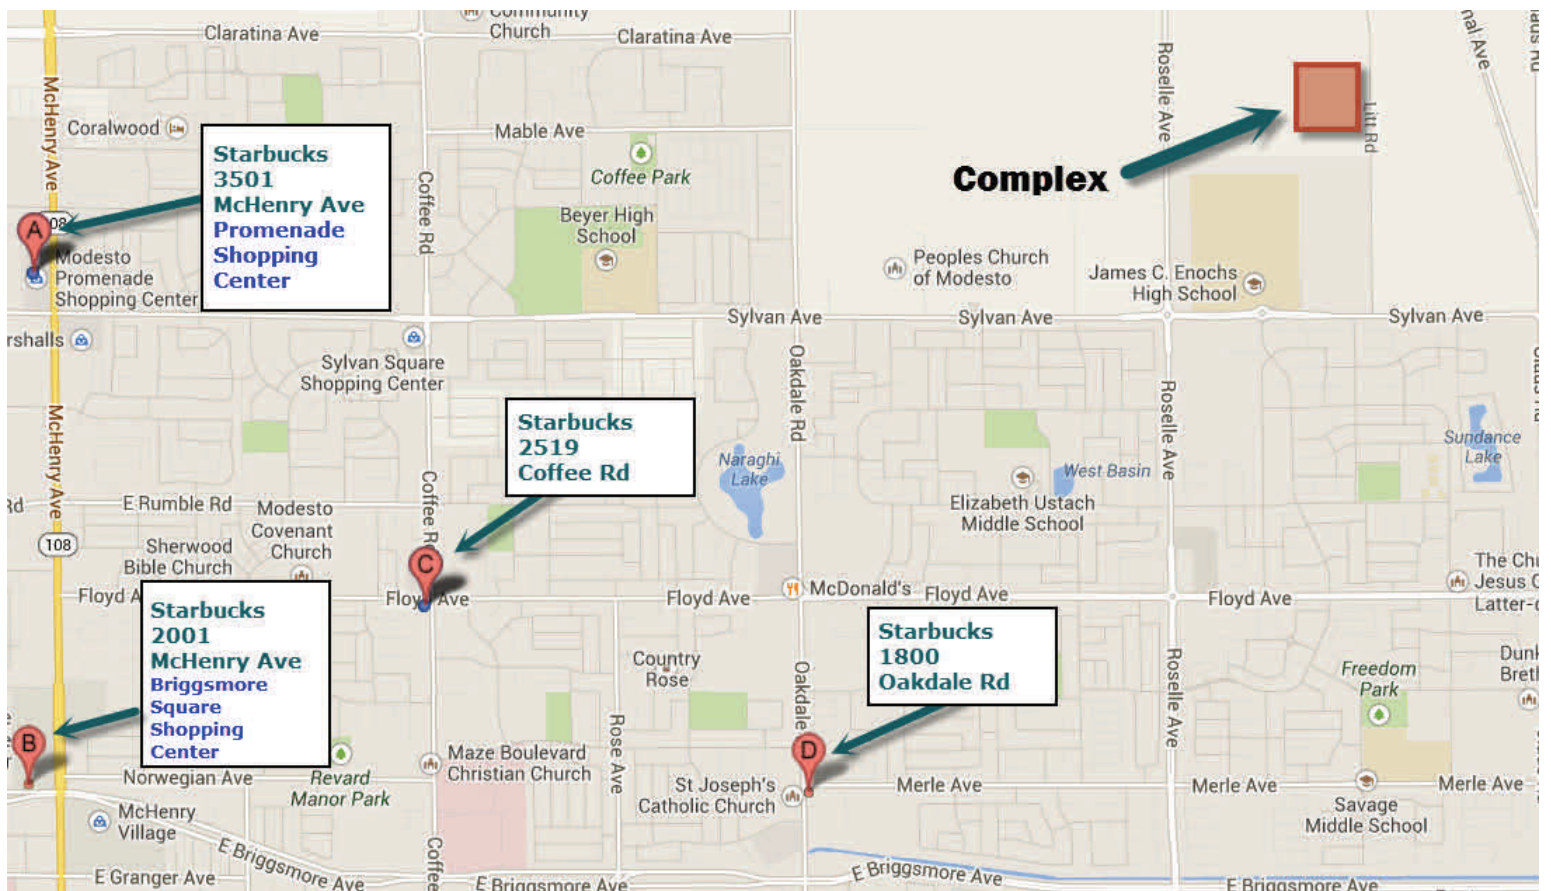 Community
Church
Claratina Ave
Claratina Ave
McHenry Ave
Coralwood
Mable Ave
Coffee Park
Roselle Ave
Litt Rd
Complex
Starbucks
3501
McHenry Ave
Promenade
Shopping
Center
A
Modesto
Promenade
Shopping Center
Coffee Rd
Beyer High
School
Peoples Church
of Modesto
James C. Enochs
High School
Sylvan Ave
Sylvan Ave
Sylvan Ave
Sylvan Square
Shopping Center
Oakdale Rd
Roselle Ave
McHenry Ave
Starbucks
2519
Coffee Rd
Naraghi
Lake
West Basin
Sundance
Lake
Elizabeth Ustach
Middle School
E Rumble Rd
Rd
Modesto
Covenant
Church
Coffee Rd
108
Sherwood
Bible Church
C
The Chu
Jesus C
Latter-d
McDonald's
Floyd A
Floyd Ave
Floyd Ave
Floyd Ave
Floyd Ave
Starbucks
2001
McHenry Ave
Briggsmore
Square
Shopping
Center
B
Starbucks
1800
Oakdale Rd
D
Country
Rose
Oakdale
Rose Ave
Roselle Ave
Freedom
Park
Dunk
Breth
Norwegian Ave
Revard
Manor Park
Maze Boulevard
Christian Church
St Joseph's
Catholic Church
Merle Ave
Merle Ave
Merle Ave
Savage
Middle School
McHenry
Village
E Briggsmore Ave
Coffee
E Granger Ave
E Briggsmore Ave
E Briggsmore Ave
E Briggsmore Ave